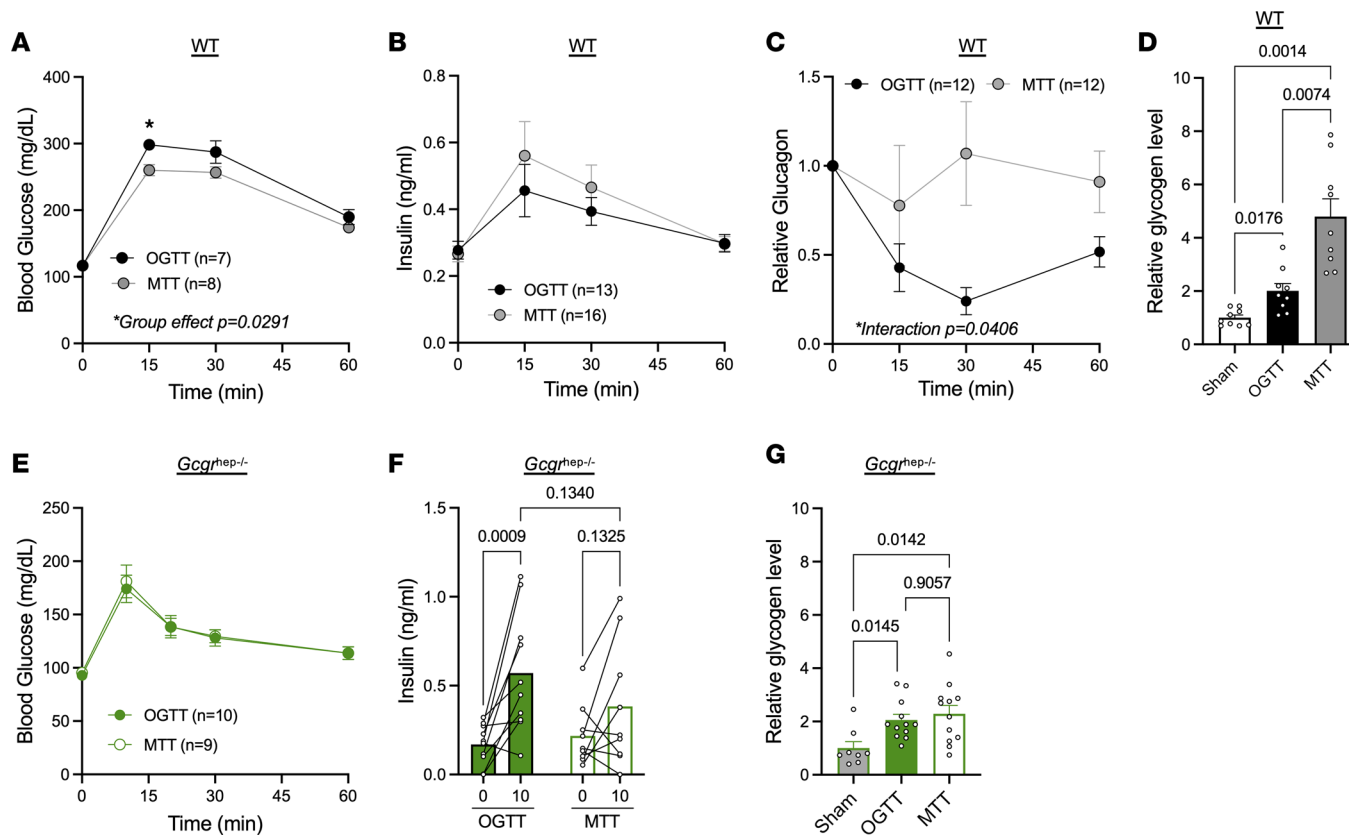 A
WT
Blood Glucose (mg/dL)
400
300
200
100
0
*
OGTT (n=7)
MTT (n=8)
*Group effect p=0.0291
0 15 30 45 60
Time (min)
B
WT
Insulin (ng/ml)
0.8
0.6
0.4
0.2
0.0
OGTT (n=13)
MTT (n=16)
0 15 30 45 60
Time (min)
C
WT
Relative Glucagon
1.5
1.0
0.5
0.0
OGTT (n=12) MTT (n=12)
*Interaction p=0.0406
0 15 30 45 60
Time (min)
D
WT
Relative glycogen level
10
8
6
4
2
0
0.0014
0.0074
0.0176
Sham OGTT MTT
E
Gcgrhep-/-
Blood Glucose (mg/dL)
250
200
150
100
50
0
OGTT (n=10)
MTT (n=9)
0 15 30 45 60
Time (min)
F
Gcgrhep-/-
Insulin (ng/ml)
1.5
1.0
0.5
0.0
0.1340
0.0009 0.1325
0 10 0 10
OGTT MTT
G
Gcgrhep-/-
Relative glycogen level
10
8
6
4
2
0
0.0142
0.9057
0.0145
Sham OGTT MTT